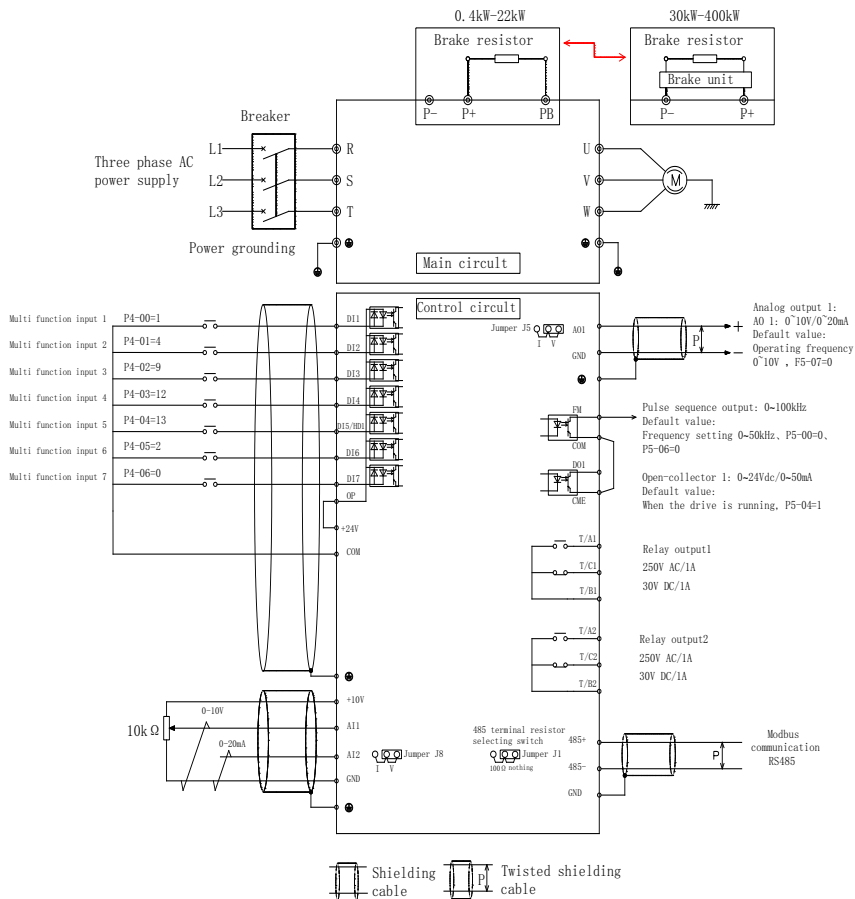 0.4kW-22kW
30kW-400kW
Brake resistor
Brake resistor
Brake unit
P-
P+
PB
P-
P+
Breaker
L1
R
U
Three phase AC
power supply
L2
S
V
M
L3
T
W
Power grounding
Main circult
Control circult
Multi function input 1
P4-00=1
DI1
Multi function input 2
P4-01=4
DI2
Multi function input 3
P4-02=9
DI3
Multi function input 4
P4-03=12
DI4
Multi function input 5
P4-04=13
DI5/HDI
Multi function input 6
P4-05=2
DI6
Multi function input 7
P4-06=0
DI7
OP
+24V
COM
Jumper J5
I V
AO1
GND
P
+
-
Analog output 1:
AO 1: 0~10V/0~20mA
Default value:
Operating frequency
0~10V , F5-07=0
FM
COM
Pulse sequence output: 0~100kHz
Default value:
Frequency setting 0~50kHz、P5-00=0、
P5-06=0
DO1
CME
Open-collector 1: 0~24Vdc/0~50mA
Default value:
When the drive is running, P5-04=1
T/A1
T/C1
T/B1
Relay output1
250V AC/1A
30V DC/1A
T/A2
T/C2
T/B2
Relay output2
250V AC/1A
30V DC/1A
+10V
0-10V
10kΩ
AI1
0-20mA
AI2
GND
Jumper J8
I V
485 terminal resistor
selecting switch
Jumper J1
100Ω nothing
485+
485-
GND
P
Modbus
communication
RS485
Shielding
cable
P
Twisted shielding
cable